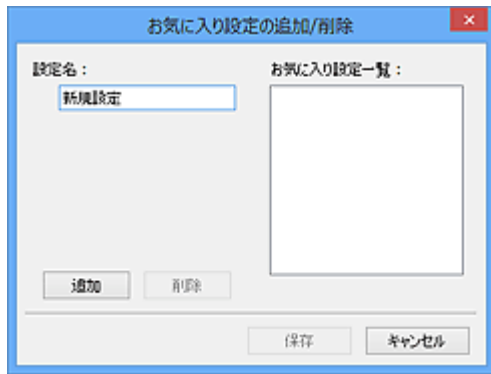 お気に入り設定の追加/削除
設定名：
お気に入り設定一覧：
新規設定
追加
削除
保存
キャンセル